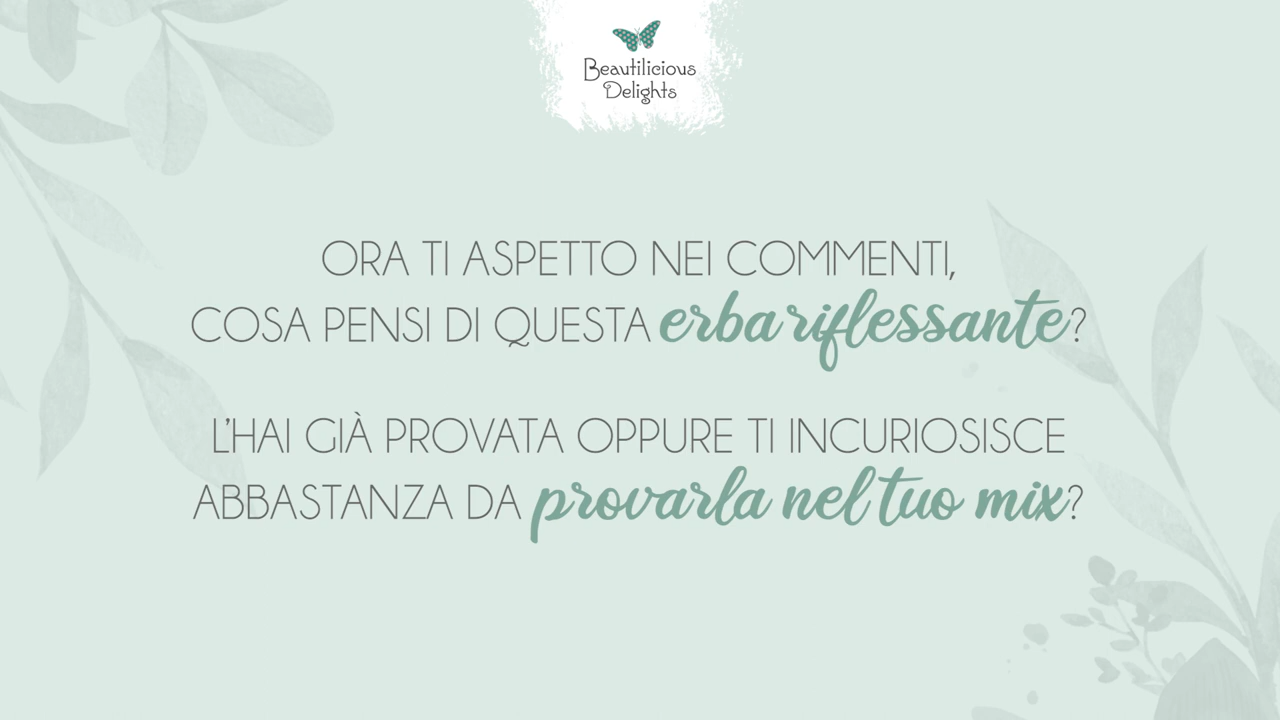 Beautilicious
Delights
ORA TI ASPETTO NEI COMMENTI,
COSA PENSI DI QUESTA erba riflessante?
L'HAI GIÀ PROVATA OPPURE TI INCURIOSISCE
ABBASTANZA DA provarla nel tuo mix?